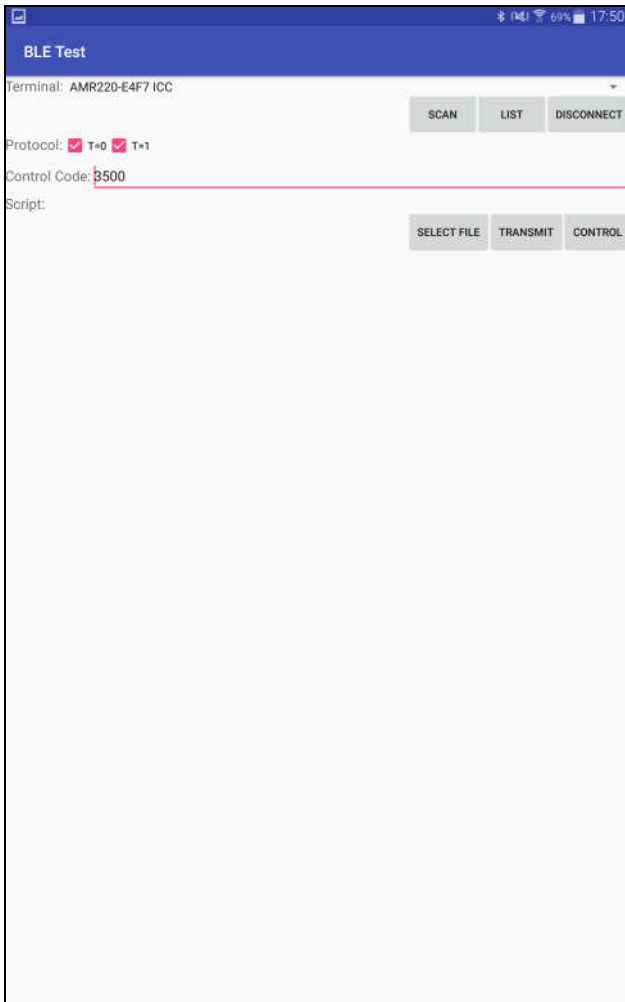 69% 17:50
BLE Test
Terminal: AMR220-E4F7 ICC
SCAN LIST DISCONNECT
Protocol: T=0 T=1
Control Code: 3500
Script:
SELECT FILE TRANSMIT CONTROL